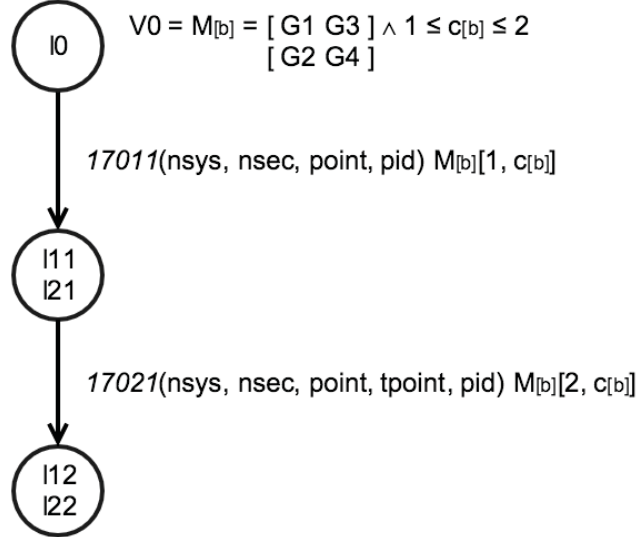 l0
V0 = M[b] = [ G1 G3 ] ∧ 1 ≤ c[b] ≤ 2
[ G2 G4 ]
17011(nsys, nsec, point, pid) M[b][1, c[b]]
l11
l21
17021(nsys, nsec, point, tpoint, pid) M[b][2, c[b]]
l12
l22